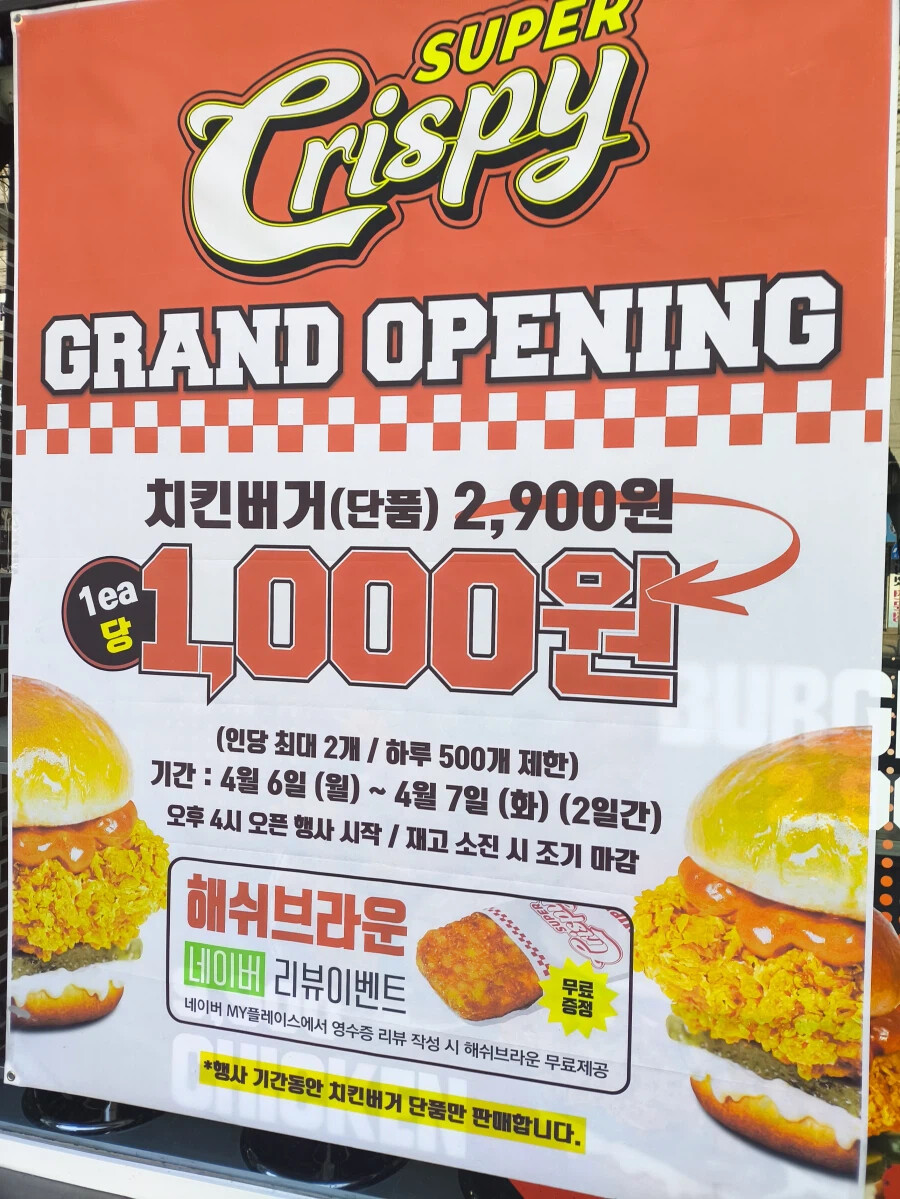 SUPER
Crispy
GRAND OPENING
치킨버거(단품) 2,900원
1ea
당
1,000원
BURG
(인당 최대 2개 / 하루 500개 제한)
기간 : 4월 6일 (월) ~ 4월 7일 (화) (2일간)
오후 4시 오픈 행사 시작 / 재고 소진 시 조기 마감
해쉬브라운
네이버 리뷰이벤트
SUPER
Crispy
무료
증정
네이버 MY플레이스에서 영수증 리뷰 작성 시 해쉬브라운 무료제공
CHICKEN
*행사 기간동안 치킨버거 단품만 판매합니다.